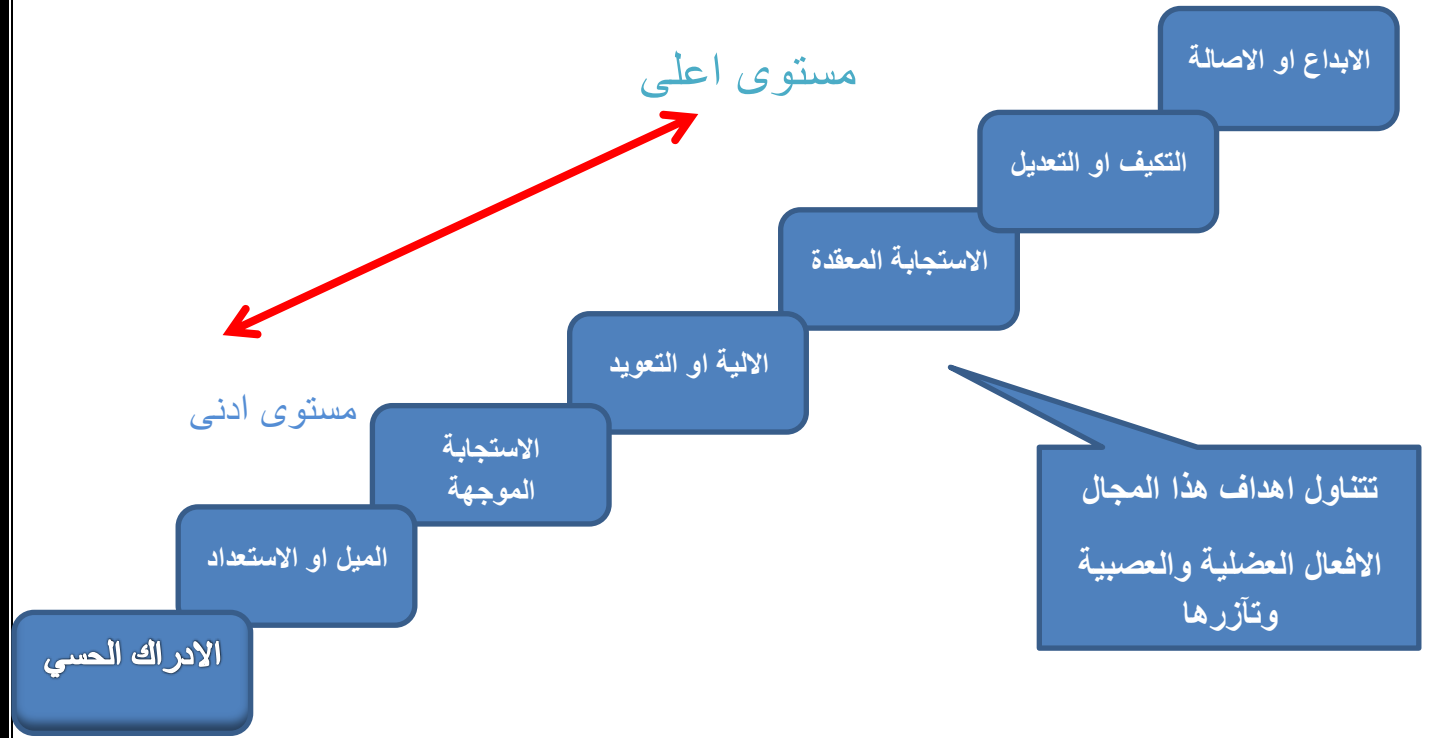 الابداع او الاصالة
مستوى اعلى
التكيف او التعديل
الاستجابة المعقدة
الالية او التعويد
مستوى ادنى
الاستجابة
الموجهة
تتناول اهداف هذا المجال
الافعال العضلية والعصبية
وتآزرها
الميل او الاستعداد
الادراك الحسي